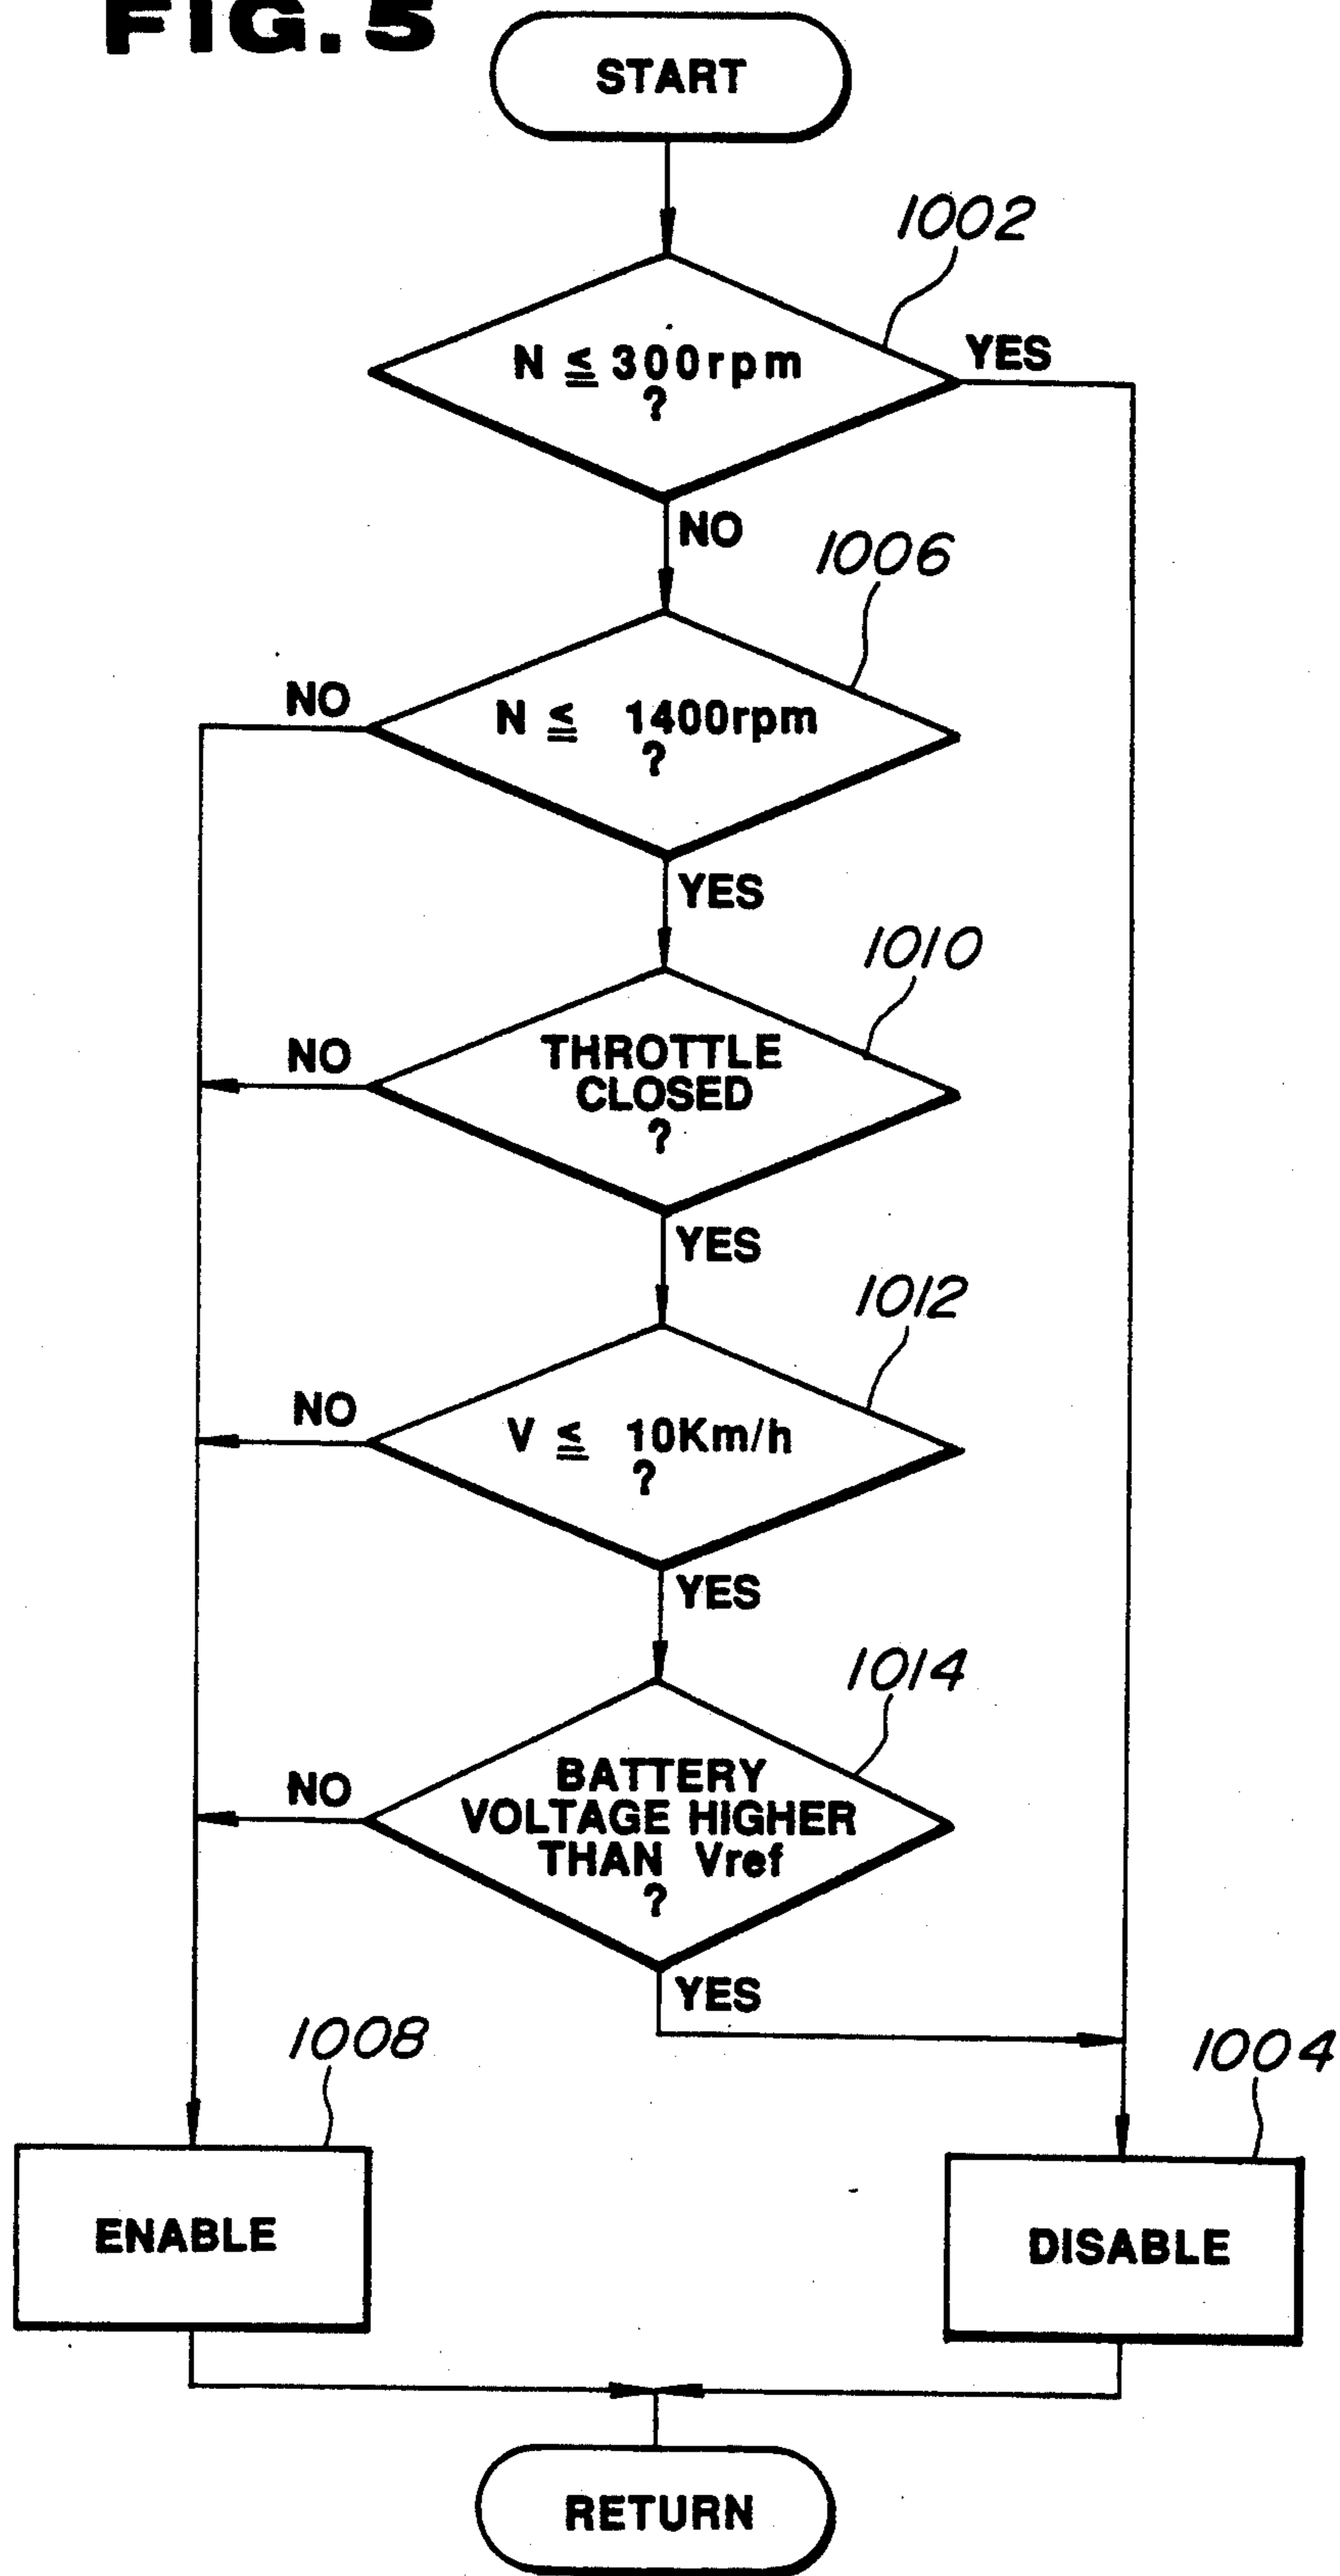 FIG. 5
START
1002
N ≦ 300rpm
?
YES
NO
1006
N ≦ 1400rpm
?
NO
YES
1010
THROTTLE
CLOSED
?
NO
YES
1012
V ≦ 10Km/h
?
NO
YES
1014
BATTERY
VOLTAGE HIGHER
THAN Vref
?
NO
YES
1008
1004
ENABLE
DISABLE
RETURN